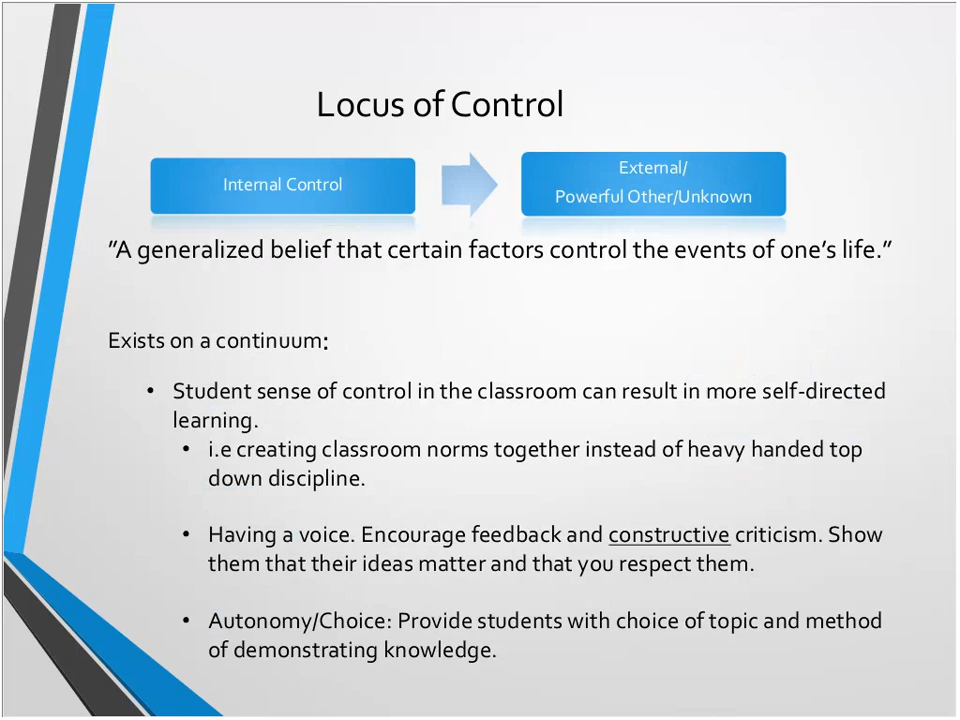 Locus of Control
Internal Control
External/
Powerful Other/Unknown
”A generalized belief that certain factors control the events of one’s life.”
Exists on a continuum:
• Student sense of control in the classroom can result in more self-directed
learning.
• i.e creating classroom norms together instead of heavy handed top
down discipline.
• Having a voice. Encourage feedback and constructive criticism. Show
them that their ideas matter and that you respect them.
• Autonomy/Choice: Provide students with choice of topic and method
of demonstrating knowledge.